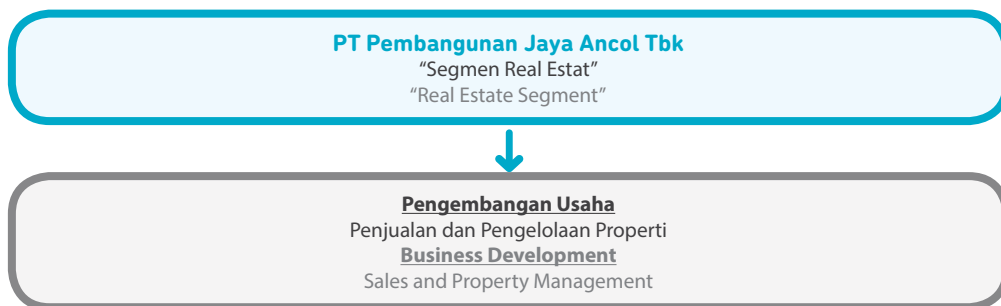 PT Pembangunan Jaya Ancol Tbk
“Segmen Real Estat”
“Real Estate Segment”
Pengembangan Usaha
Penjualan dan Pengelolaan Properti
Business Development
Sales and Property Management